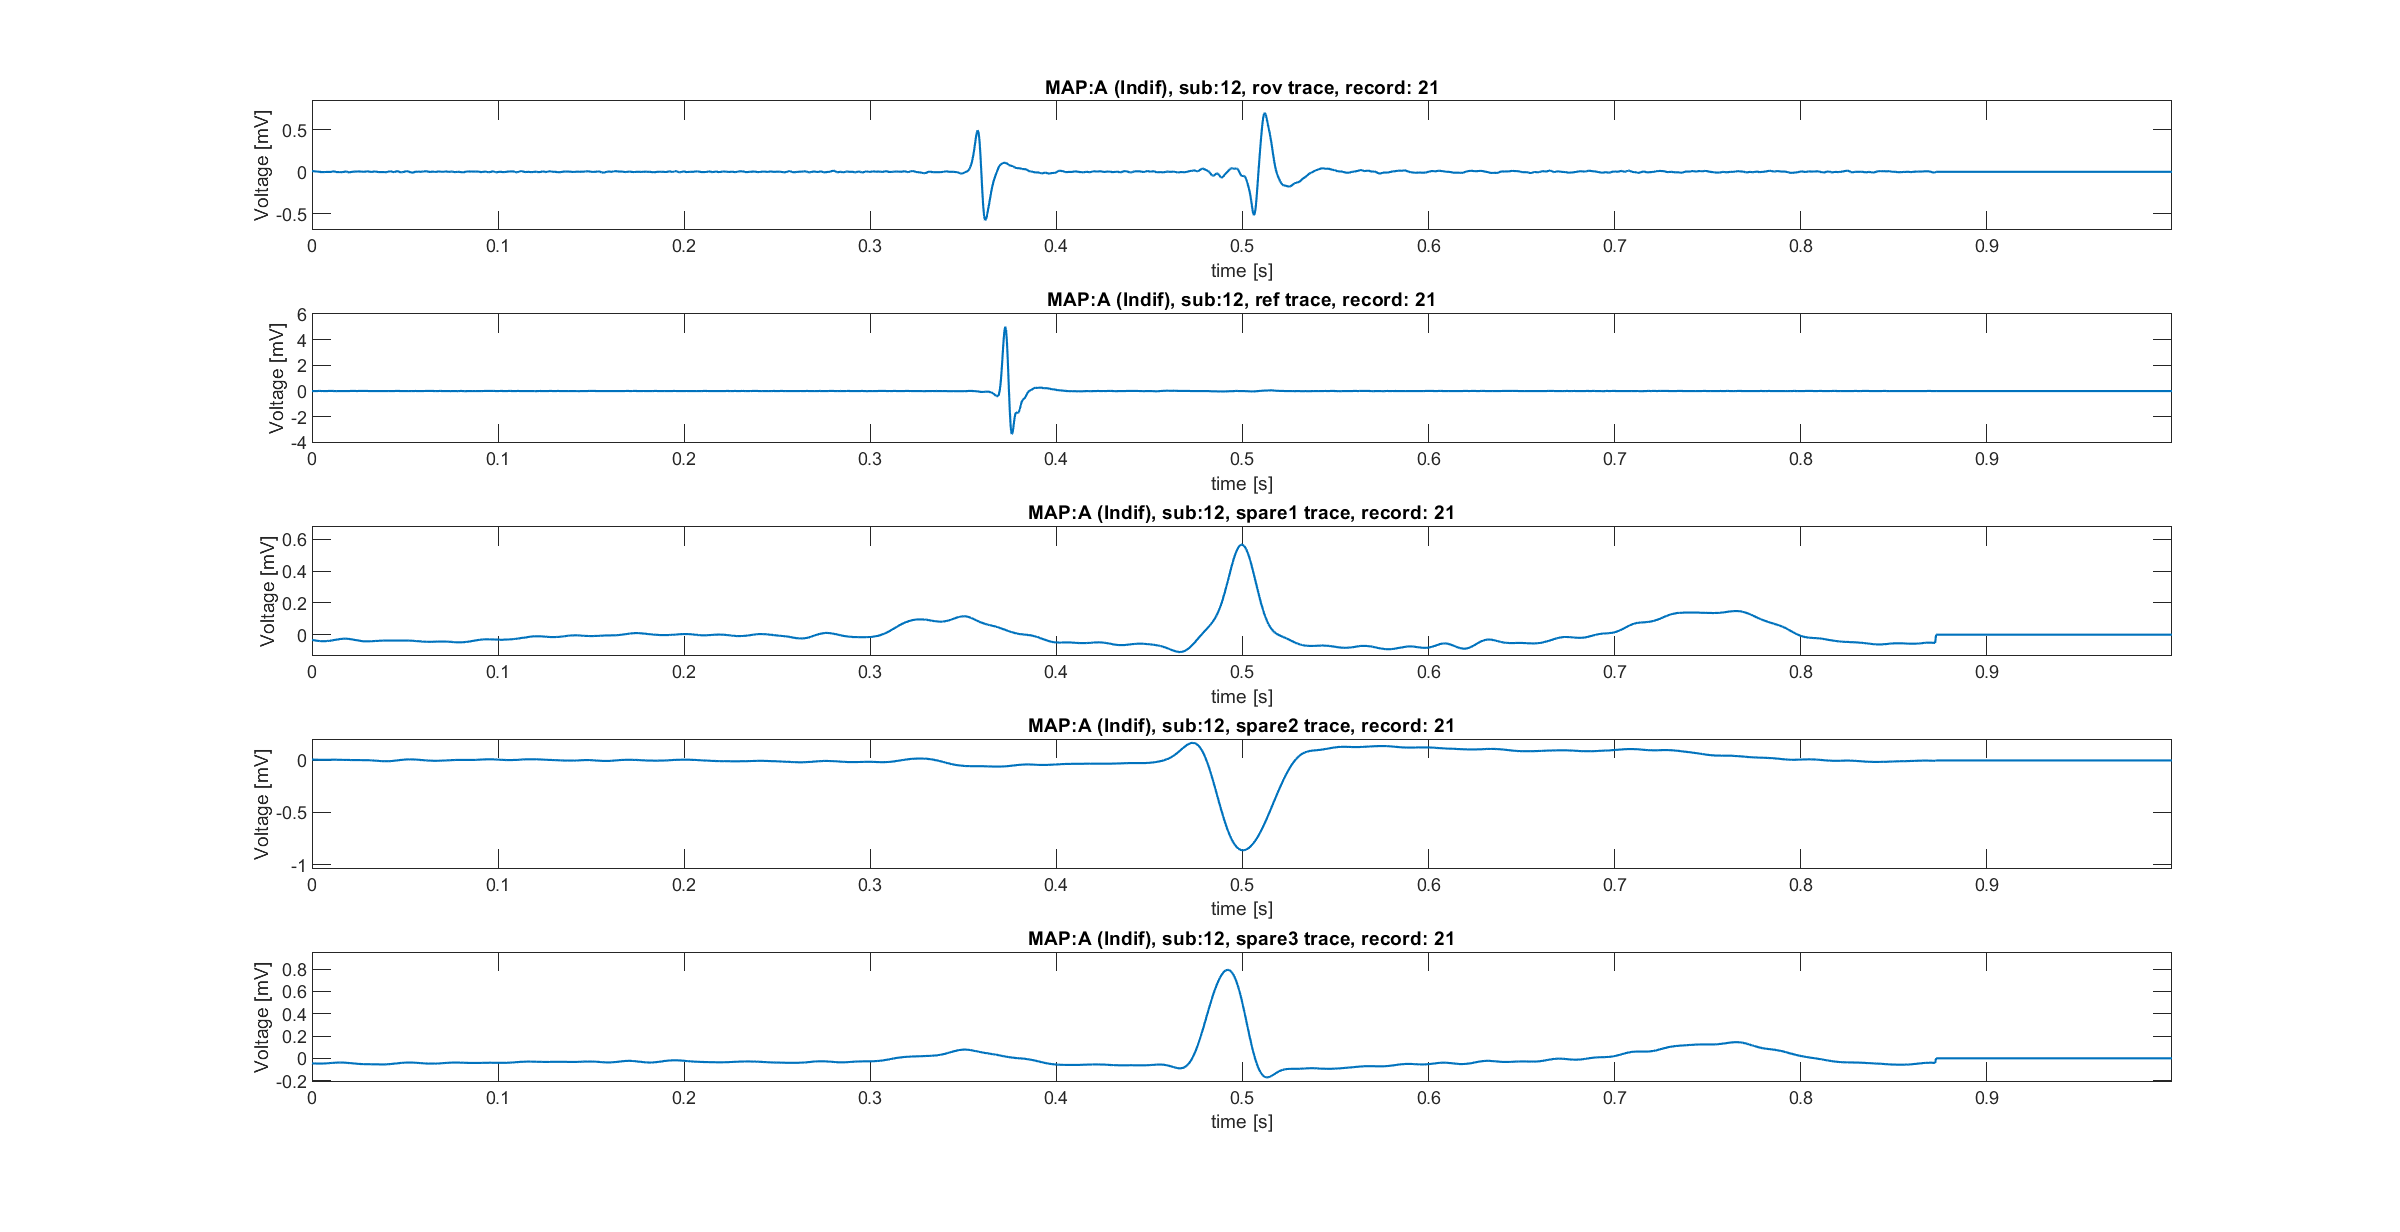 MAP:A (Indif), sub:12, rov trace, record: 21
Voltage [mV]
0.5
0
-0.5
0 0.1 0.2 0.3 0.4 0.5 0.6 0.7 0.8 0.9
time [s]
MAP:A (Indif), sub:12, ref trace, record: 21
Voltage [mV]
6
4
2
0
-2
-4
0 0.1 0.2 0.3 0.4 0.5 0.6 0.7 0.8 0.9
time [s]
MAP:A (Indif), sub:12, spare1 trace, record: 21
Voltage [mV]
0.6
0.4
0.2
0
0 0.1 0.2 0.3 0.4 0.5 0.6 0.7 0.8 0.9
time [s]
MAP:A (Indif), sub:12, spare2 trace, record: 21
Voltage [mV]
0
-0.5
-1
0 0.1 0.2 0.3 0.4 0.5 0.6 0.7 0.8 0.9
time [s]
MAP:A (Indif), sub:12, spare3 trace, record: 21
Voltage [mV]
0.8
0.6
0.4
0.2
0
-0.2
0 0.1 0.2 0.3 0.4 0.5 0.6 0.7 0.8 0.9
time [s]